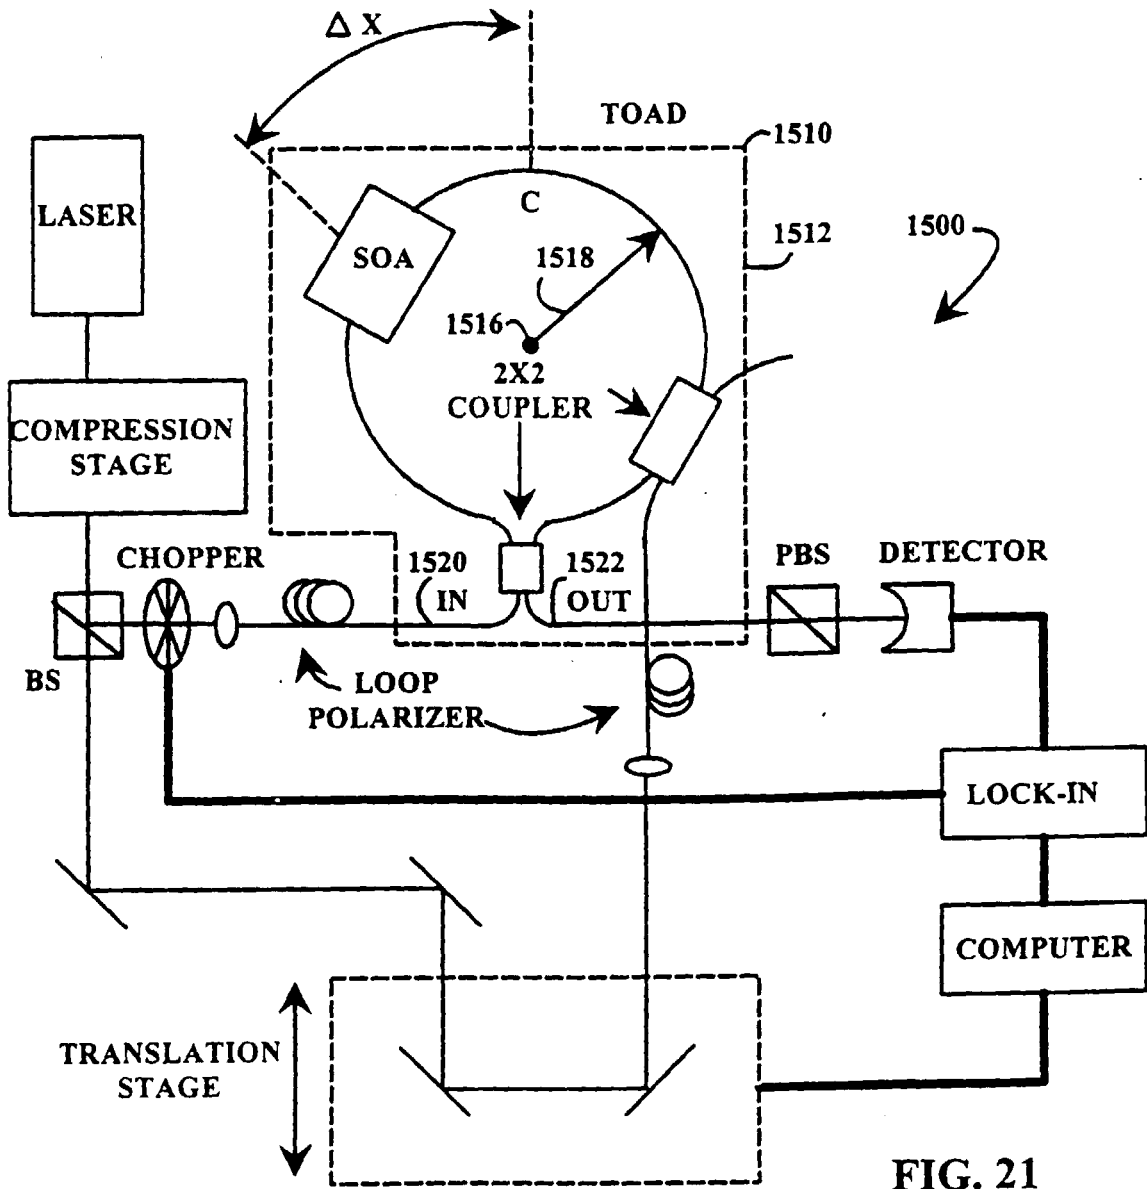 Δ X
TOAD
1510
LASER
C
1512
1500
SOA
1518
1516
2X2
COUPLER
COMPRESSION
STAGE
CHOPPER
1520
IN
1522
OUT
PBS
DETECTOR
BS
LOOP
POLARIZER
LOCK-IN
COMPUTER
TRANSLATION
STAGE
FIG. 21